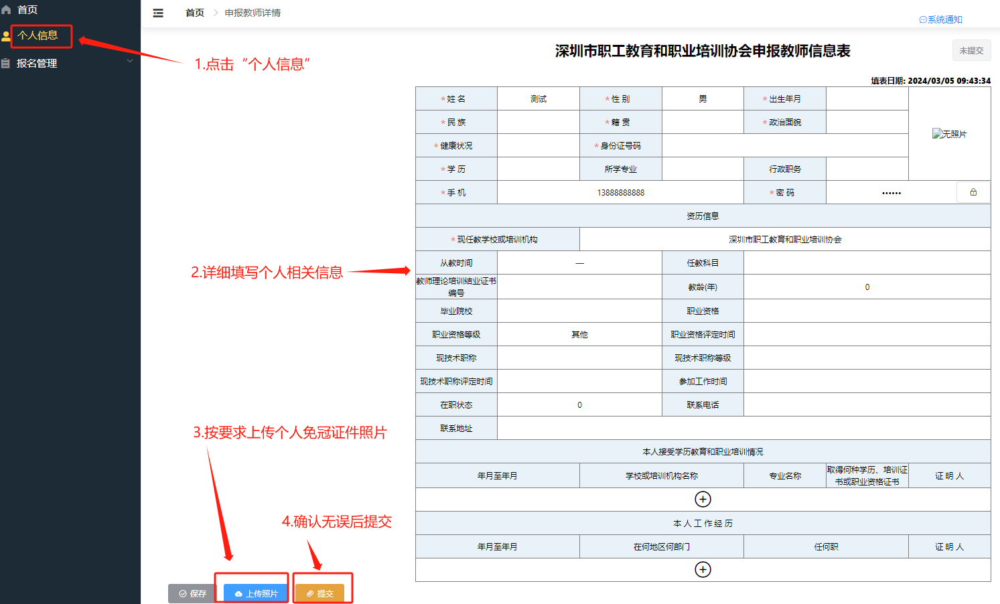 首页
首页 > 申报教师详情
系统通知
个人信息
报名管理
1.点击“个人信息”
深圳市职工教育和职业培训协会申报教师信息表
未提交
填表日期: 2024/03/05 09:43:34
*姓 名 测试 *性 别 男 *出生年月
*民 族 *籍 贯 *政治面貌
无照片
*健康状况 *身份证号码
*学 历 所学专业 行政职务
*手 机 13888888888 *密 码 ••••••
资历信息
*现任教学校或培训机构 深圳市职工教育和职业培训协会
从教时间 — 任教科目
2.详细填写个人相关信息
教师理论培训结业证书
编号
教龄(年) 0
毕业院校 职业资格
职业资格等级 其他 职业资格评定时间
现技术职称 现技术职称等级
现技术职称评定时间 参加工作时间
在职状态 0 联系电话
联系地址
3.按要求上传个人免冠证件照片
本人接受学历教育和职业培训情况
年月至年月 学校或培训机构名称 专业名称
取得何种学历、培训证
书或职业资格证书
证 明 人
4.确认无误后提交
本 人 工 作 经 历
年月至年月 在何地区何部门 任何职 证 明 人
保存 上传照片 提交